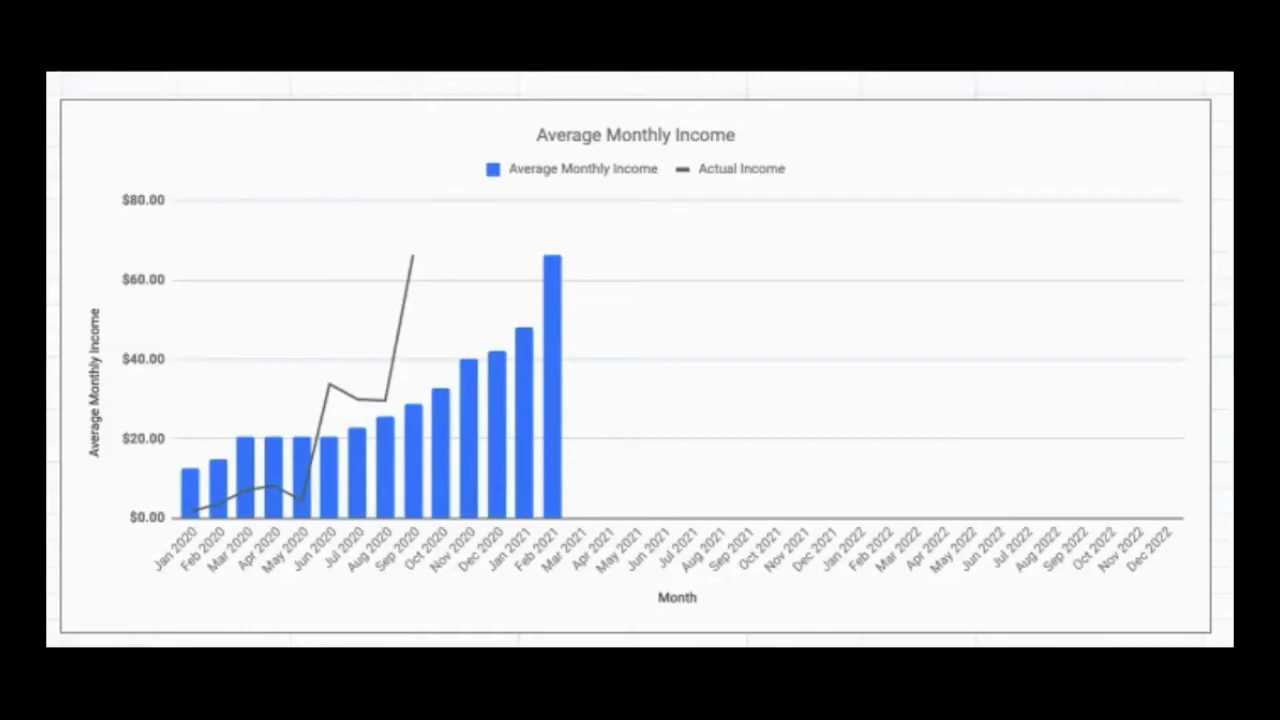 Average Monthly Income
Average Monthly Income
Actual Income
$80.00
$60.00
$40.00
$20.00
$0.00
Average Monthly Income
Jan 2020
Feb 2020
Mar 2020
Apr 2020
May 2020
Jun 2020
Jul 2020
Aug 2020
Sep 2020
Oct 2020
Nov 2020
Dec 2020
Jan 2021
Feb 2021
Mar 2021
Apr 2021
May 2021
Jun 2021
Jul 2021
Aug 2021
Sep 2021
Oct 2021
Nov 2021
Dec 2021
Jan 2022
Feb 2022
Mar 2022
Apr 2022
May 2022
Jun 2022
Jul 2022
Aug 2022
Sep 2022
Oct 2022
Nov 2022
Dec 2022
Month